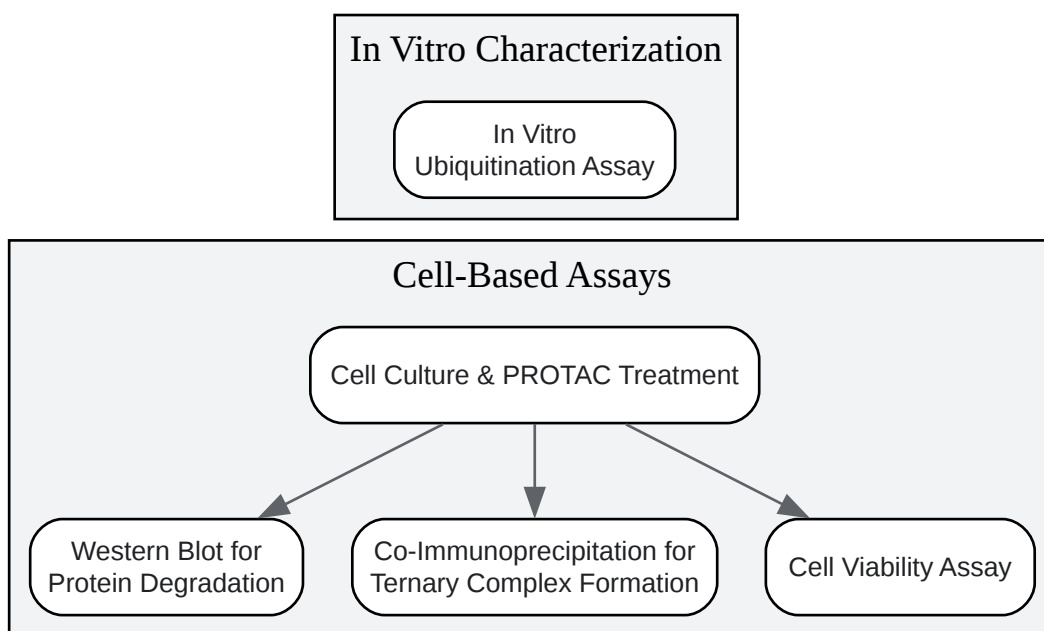 In Vitro Characterization
In Vitro
Ubiquitination Assay
Cell-Based Assays
Cell Culture & PROTAC Treatment
Western Blot for
Protein Degradation
Co-Immunoprecipitation for
Ternary Complex Formation
Cell Viability Assay